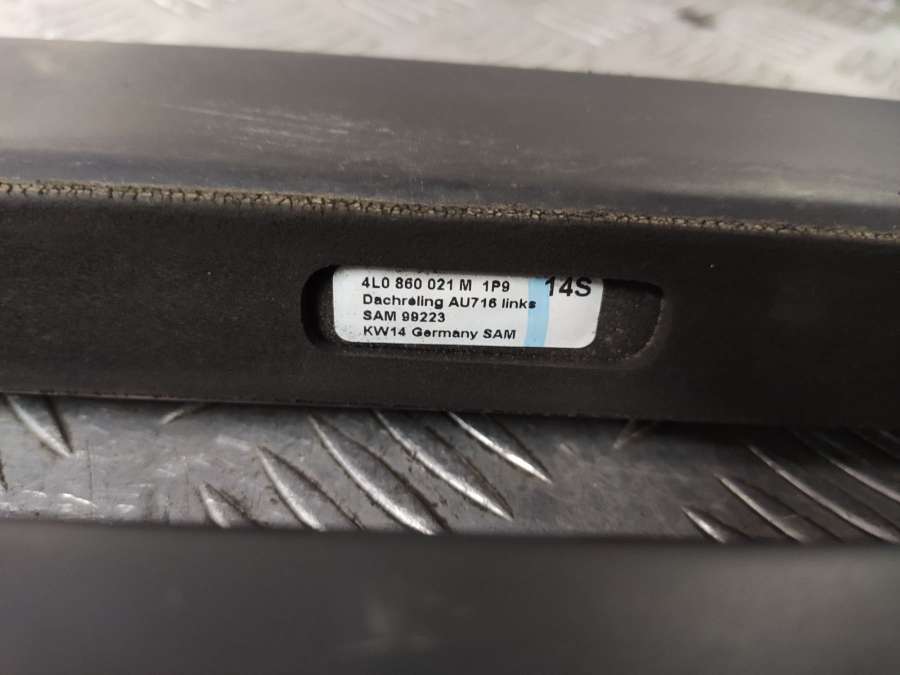 4L0 860 021 M 1P9
14S
Dachreling AU716 links
SAM 99223
KW14 Germany SAM